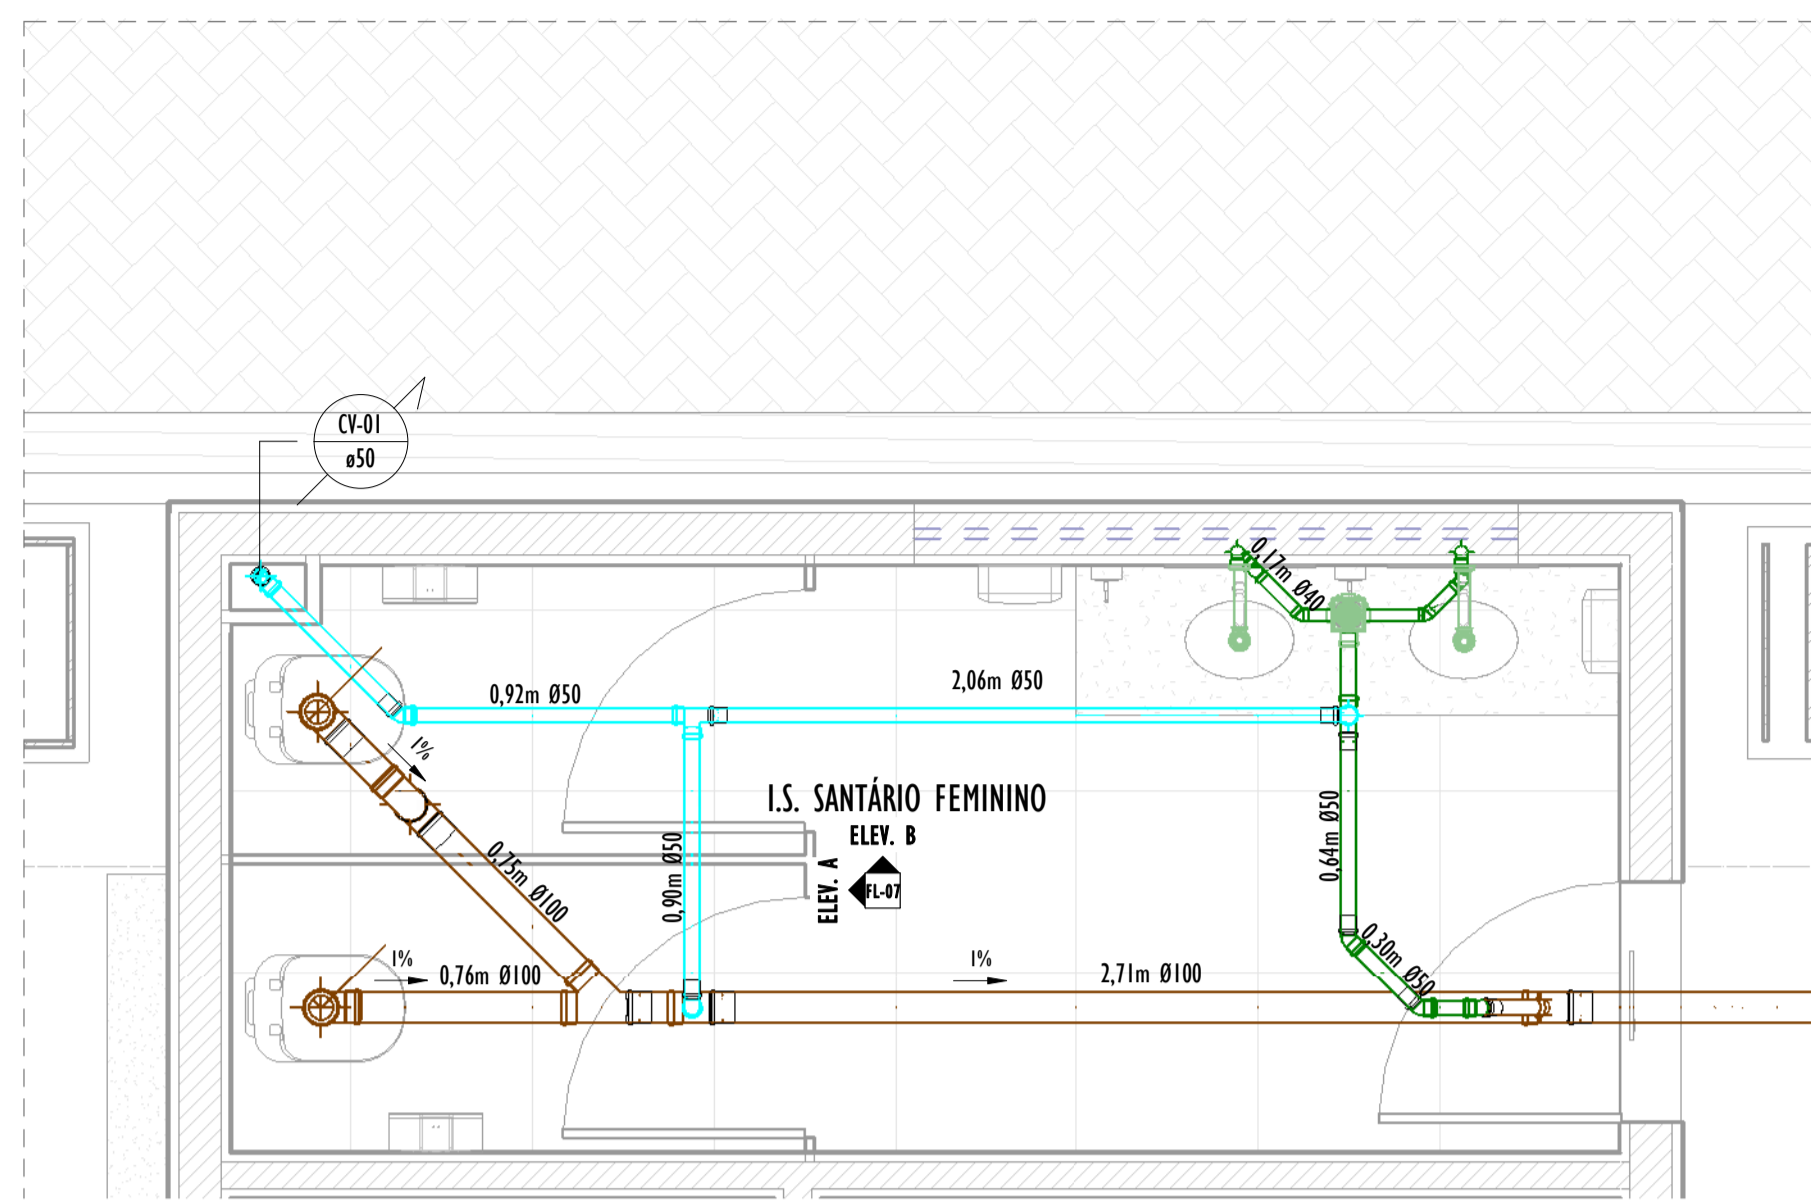 CV-01
ø50
0,17m Ø40
0,92m Ø50
2,06m Ø50
1%
I.S. SANTÁRIO FEMININO
ELEV. B
ELEV. A
FL-07
0,75m Ø100
0,90m Ø50
0,64m Ø50
0,30m Ø50
1%
0,76m Ø100
1%
2,71m Ø100